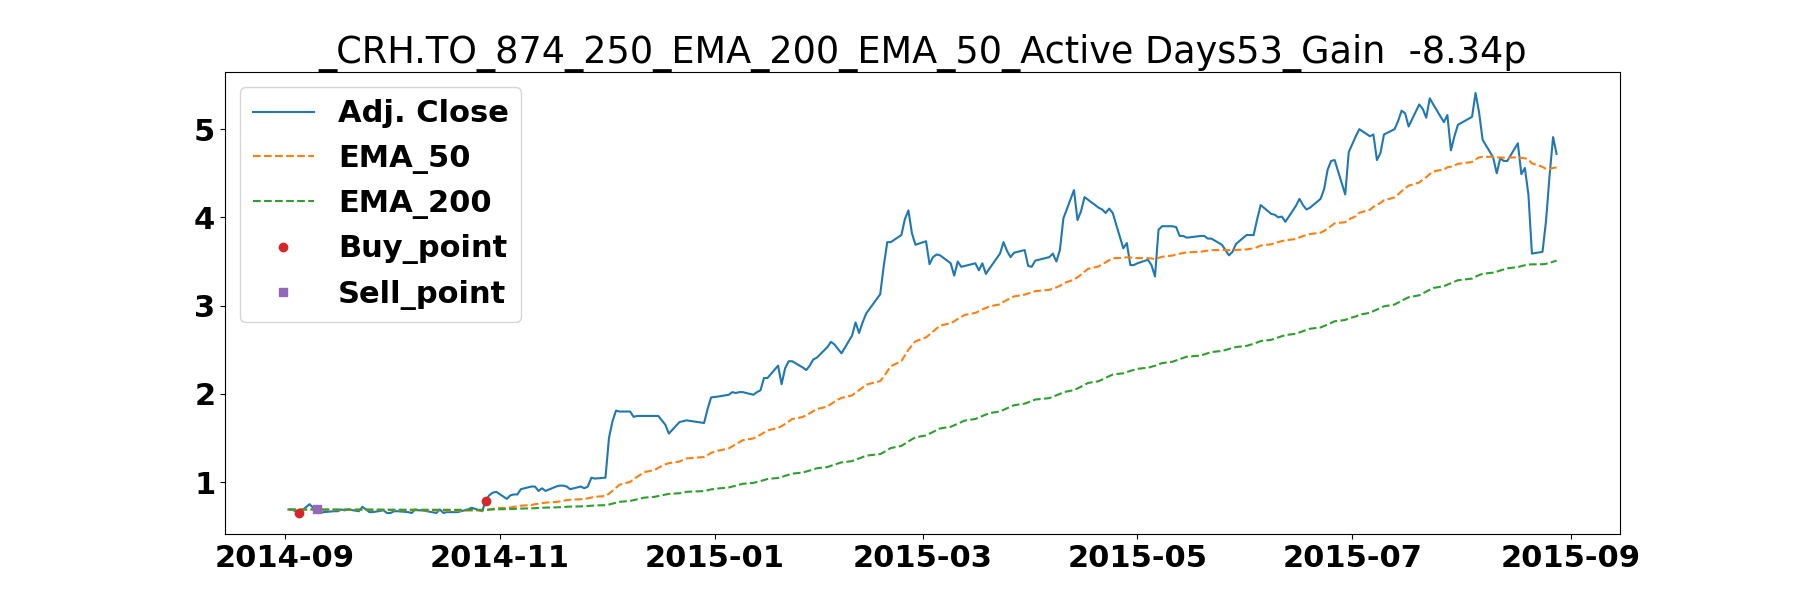 _CRH.TO_874_250_EMA_200_EMA_50_Active Days53_Gain  -8.34p
Adj. Close
EMA_50
EMA_200
Buy_point
Sell_point
5
4
3
2
1
2014-09 2014-11 2015-01 2015-03 2015-05 2015-07 2015-09